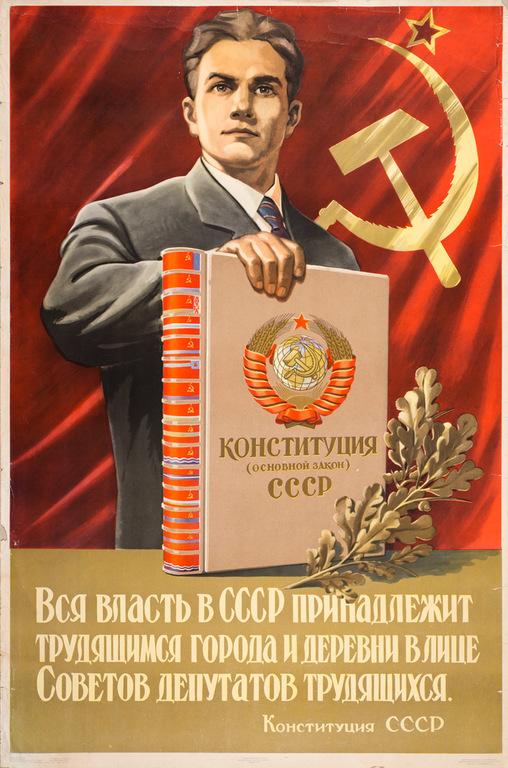 КОНСТИТУЦИЯ
(ОСНОВНОЙ ЗАКОН)
СССР
Вся власть в СССР принадлежит
трудящимся города и деревни в лице
Советов депутатов трудящихся.
Конституция СССР